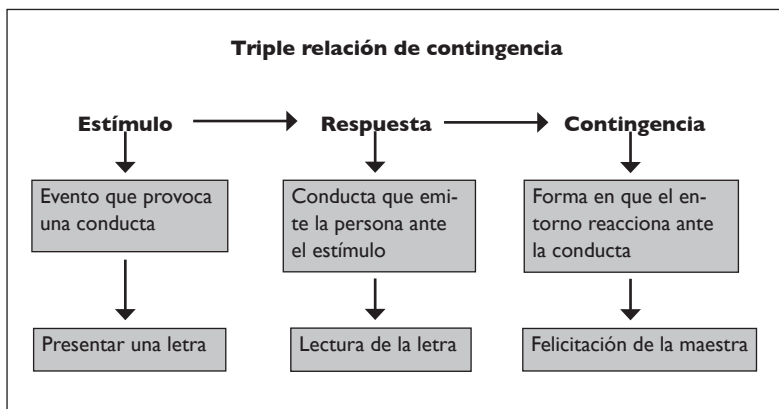 Triple relación de contingencia
Estímulo
Respuesta
Contingencia
Evento que provoca
una conducta
Conducta que emi-
te la persona ante
el estímulo
Forma en que el en-
torno reacciona ante
la conducta
Presentar una letra
Lectura de la letra
Felicitación de la maestra